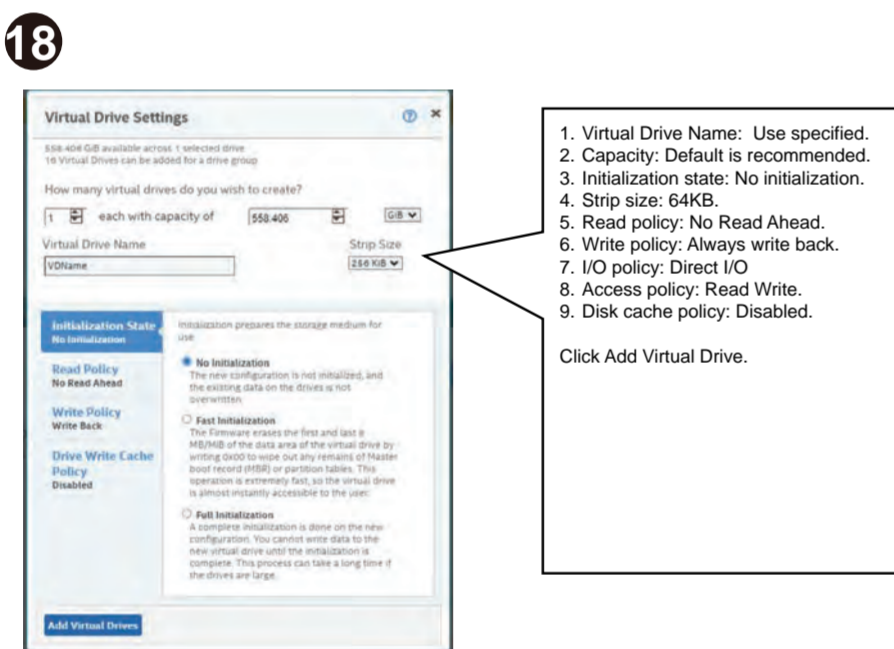 18
Virtual Drive Settings
558.406 GiB available across 1 selected drive
16 Virtual Drives can be added for a drive group
How many virtual drives do you wish to create?
1 each with capacity of 558.406 GiB
Virtual Drive Name Strip Size
VDName 256 KiB
Initialization State
No Initialization
Read Policy
No Read Ahead
Write Policy
Write Back
Drive Write Cache
Policy
Disabled
Initialization prepares the storage medium for
use
No Initialization
The new configuration is not initialized, and
the existing data on the drives is not
overwritten
Fast Initialization
The Firmware erases the first and last 8
MB/MiB of the data area of the virtual drive by
writing 0x00 to wipe out any remains of Master
boot record (MBR) or partition tables. This
operation is extremely fast, so the virtual drive
is almost instantly accessible to the user.
Full Initialization
A complete initialization is done on the new
configuration. You cannot write data to the
new virtual drive until the initialization is
complete. This process can take a long time if
the drives are large.
Add Virtual Drives
1. Virtual Drive Name: Use specified.
2. Capacity: Default is recommended.
3. Initialization state: No initialization.
4. Strip size: 64KB.
5. Read policy: No Read Ahead.
6. Write policy: Always write back.
7. I/O policy: Direct I/O
8. Access policy: Read Write.
9. Disk cache policy: Disabled.
Click Add Virtual Drive.